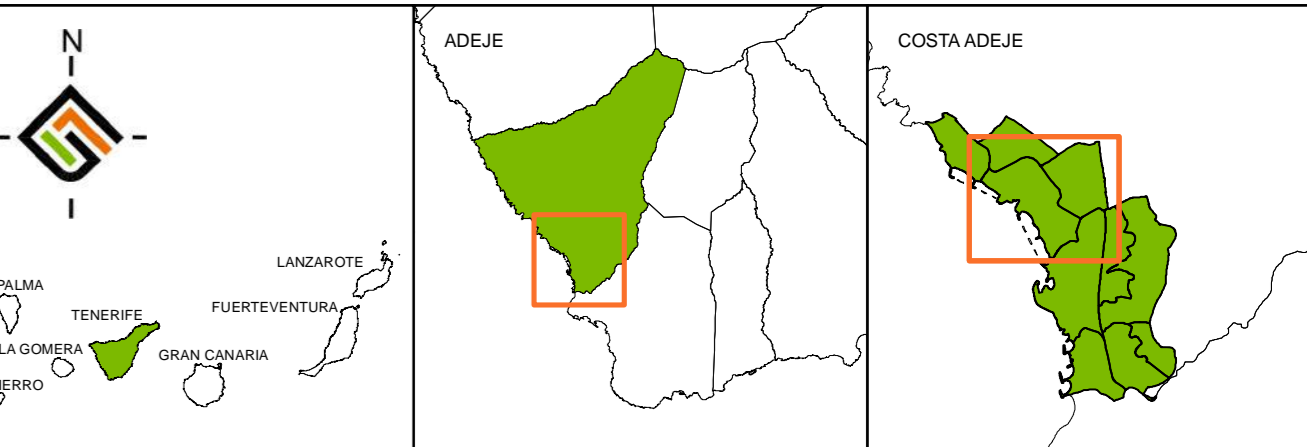 N
LANZAROTE
PALMA
FUERTEVENTURA
TENERIFE
LA GOMERA
GRAN CANARIA
IERRO
ADEJE
COSTA ADEJE